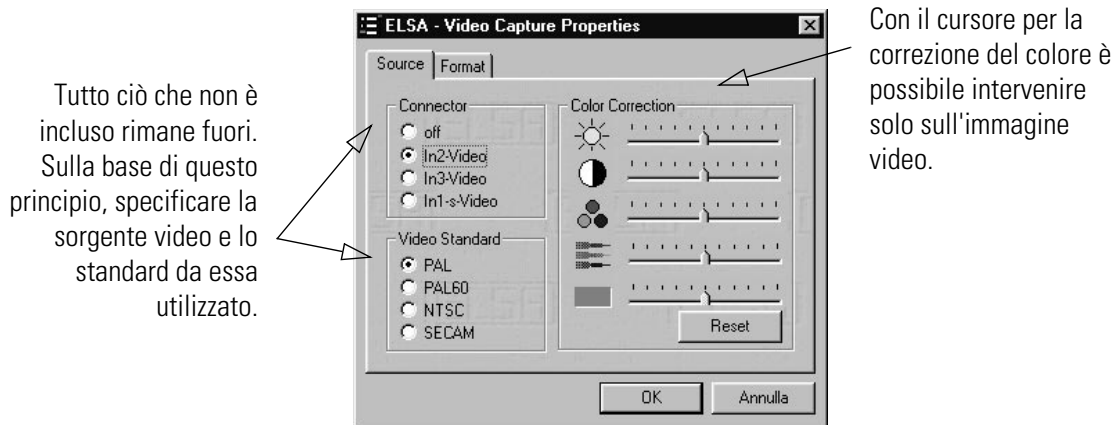 Tutto ciò che non è
incluso rimane fuori.
Sulla base di questo
principio, specificare la
sorgente video e lo
standard da essa
utilizzato.
ELSA - Video Capture Properties
Source
Format
Connector
off
In2-Video
In3-Video
In1-s-Video
Video Standard
PAL
PAL60
NTSC
SECAM
Color Correction
Reset
OK
Annulla
Con il cursore per la
correzione del colore è
possibile intervenire
solo sull'immagine
video.